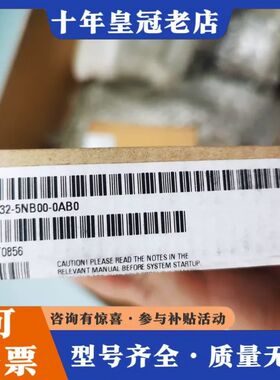 十年皇冠老店
32-5NB00-0AB0
0856
CAUTION! PLEASE READ THE NOTES IN THE
RELEVANT MANUAL BEFORE SYSTEM STARTUP.
咨询有惊喜·参与补贴活动
票 型号齐全·质量无